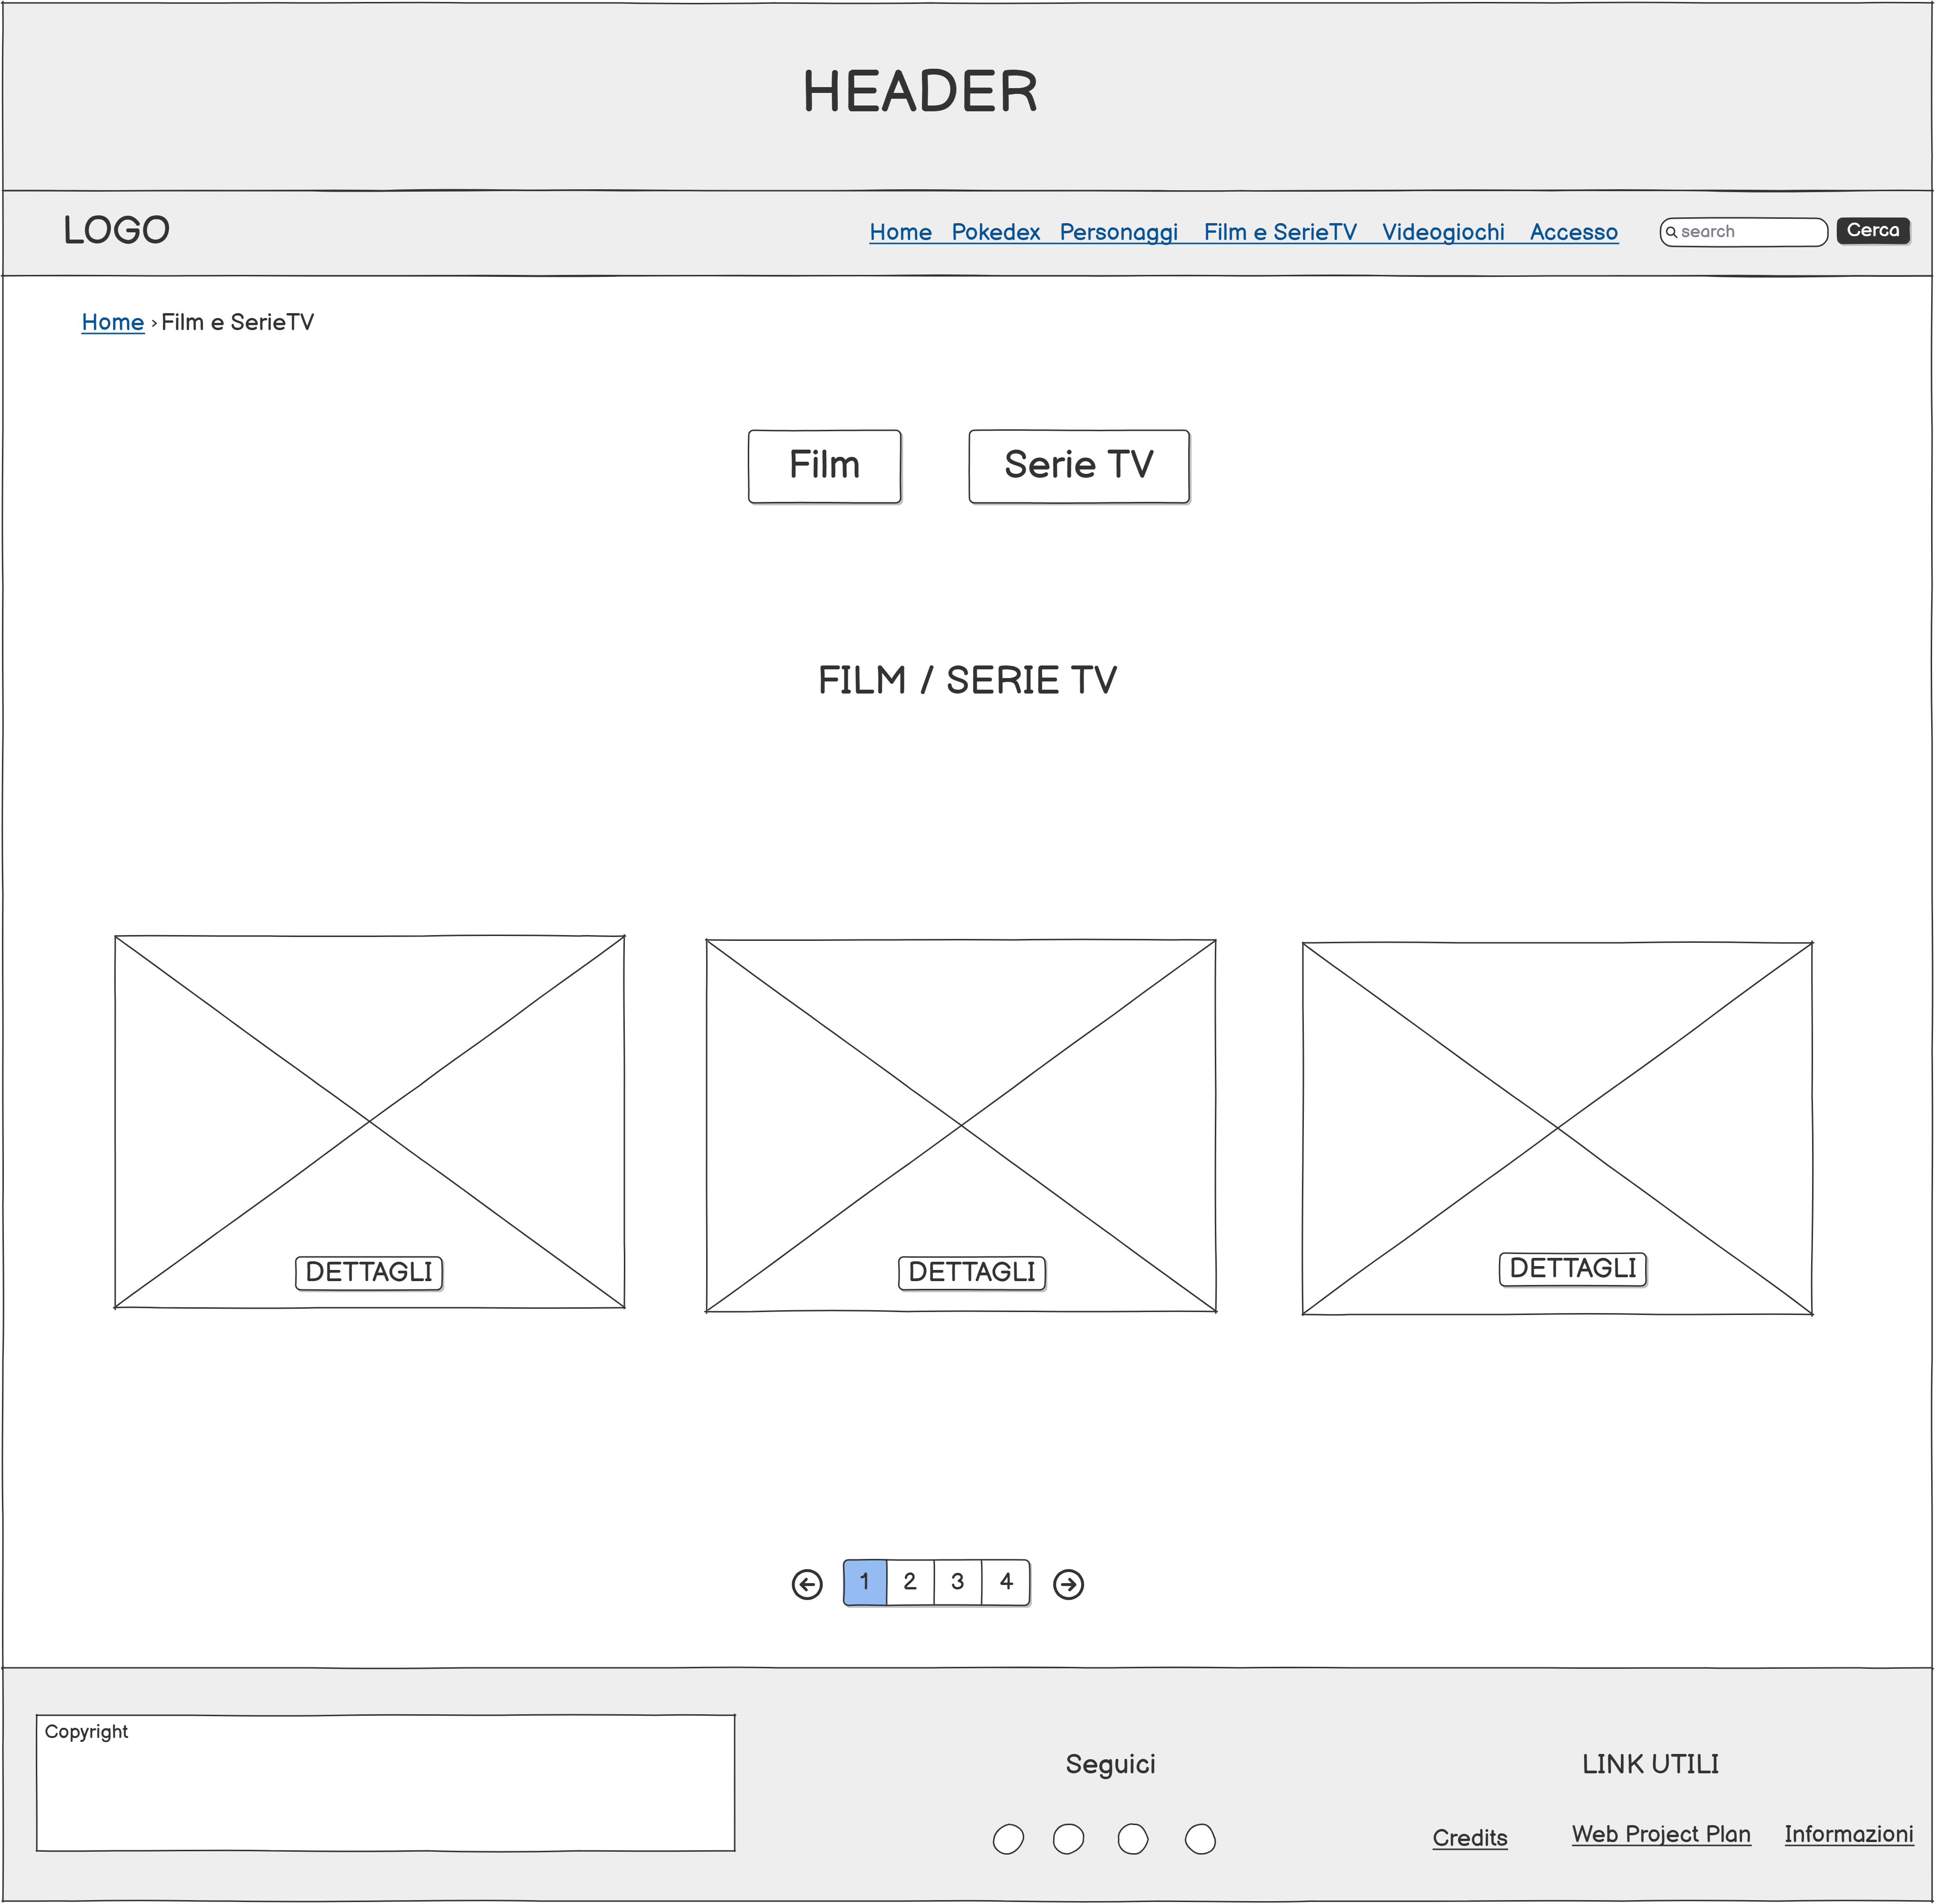 HEADER
LOGO
Home Pokedex Personaggi Film e SerieTV Videogiochi Accesso search Cerca
Home › Film e SerieTV
Film Serie TV
FILM / SERIE TV
DETTAGLI DETTAGLI DETTAGLI
1 2 3 4
Copyright
Seguici
LINK UTILI
Credits Web Project Plan Informazioni